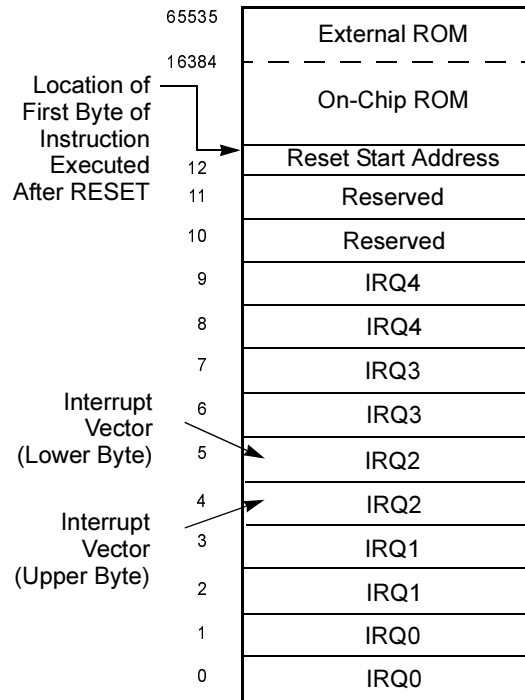 65535
External ROM
16384
On-Chip ROM
Location of
First Byte of
Instruction
Executed
After RESET
12
Reset Start Address
11
Reserved
10
Reserved
9
IRQ4
8
IRQ4
7
IRQ3
6
IRQ3
Interrupt
Vector
(Lower Byte)
5
IRQ2
4
IRQ2
Interrupt
Vector
(Upper Byte)
3
IRQ1
2
IRQ1
1
IRQ0
0
IRQ0